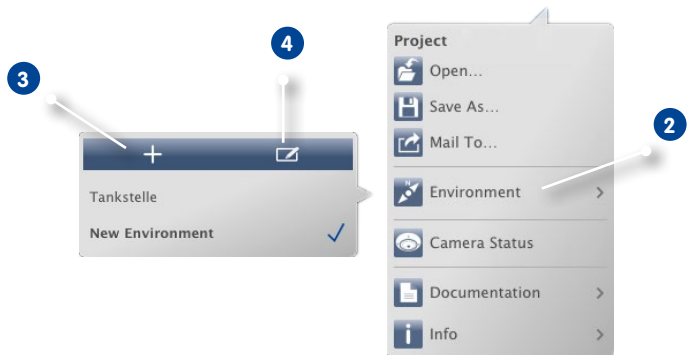 4
3
+
Tankstelle
New Environment
Project
Open...
Save As...
Mail To...
2
Environment
Camera Status
Documentation
i
Info